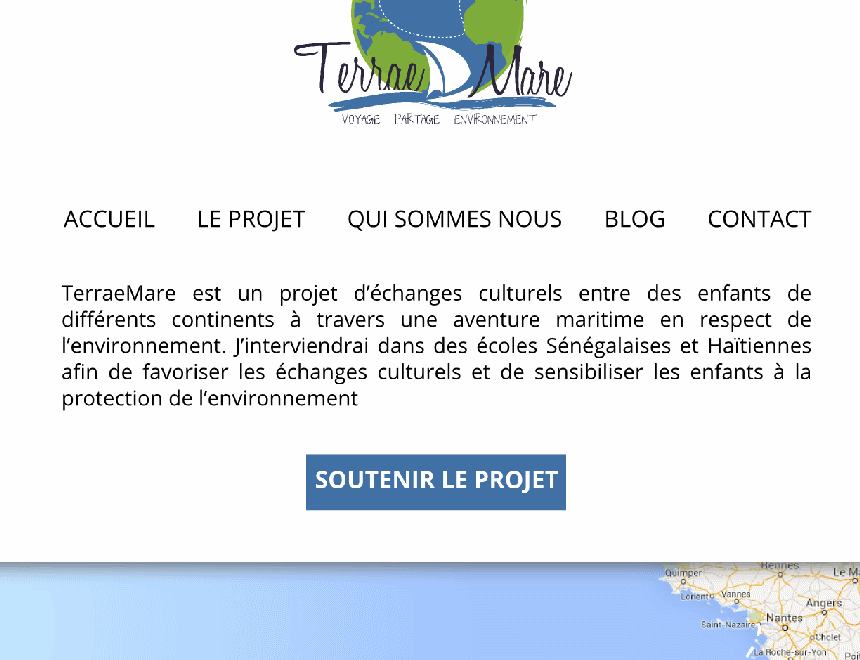 Terrae Mare
VOYAGE PARTAGE ENVIRONNEMENT
ACCUEIL LE PROJET QUI SOMMES NOUS BLOG CONTACT
TerraeMare est un projet d'échanges culturels entre des enfants de
différents continents à travers une aventure maritime en respect de
l'environnement. J'interviendrai dans des écoles Sénégalaises et Haïtiennes
afin de favoriser les échanges culturels et de sensibiliser les enfants à la
protection de l'environnement
SOUTENIR LE PROJET
Rennes
Quimper
Le M
Lorient
Vannes
Angers
Saint-Nazaire
Nantes
Cholet
La Roche-sur-Yon
Poi